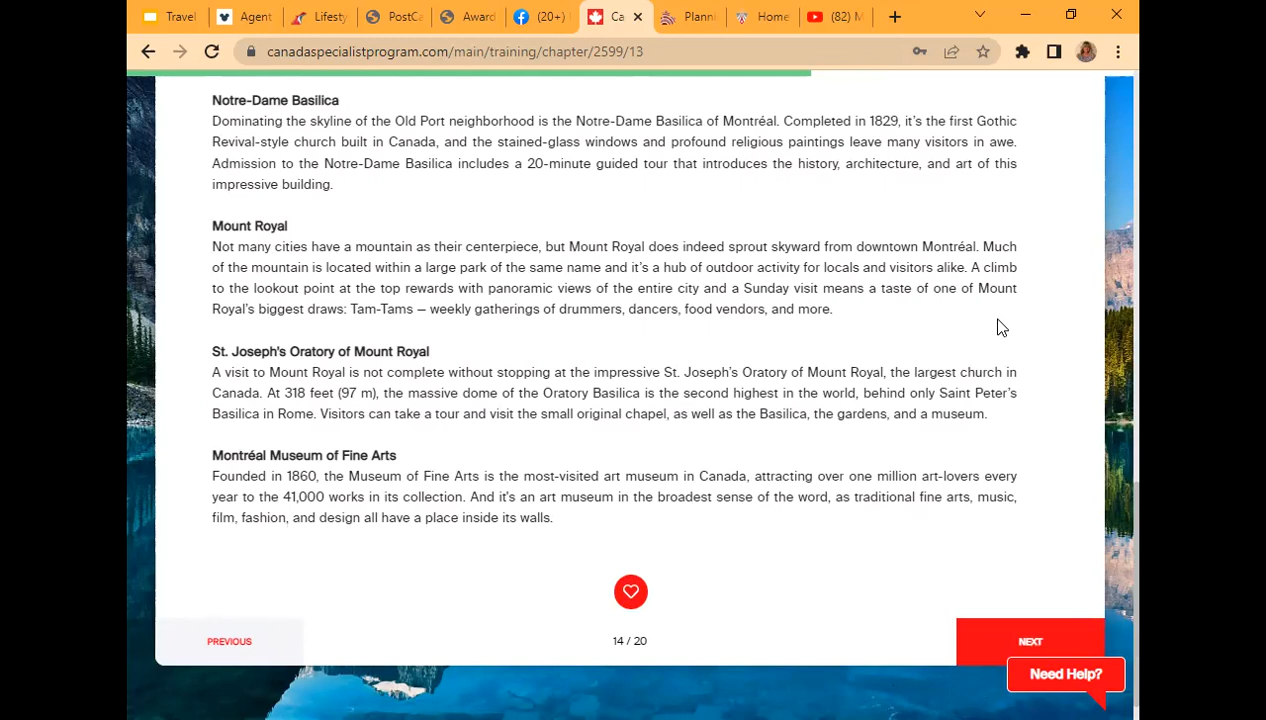 Travel
Agent
Lifesty
PostCa
Award
(20+)
Ca
Planni
Home
(82) M
canadaspecialistprogram.com/main/training/chapter/2599/13
Notre-Dame Basilica
Dominating the skyline of the Old Port neighborhood is the Notre-Dame Basilica of Montréal. Completed in 1829, it's the first Gothic
Revival-style church built in Canada, and the stained-glass windows and profound religious paintings leave many visitors in awe.
Admission to the Notre-Dame Basilica includes a 20-minute guided tour that introduces the history, architecture, and art of this
impressive building.
Mount Royal
Not many cities have a mountain as their centerpiece, but Mount Royal does indeed sprout skyward from downtown Montréal. Much
of the mountain is located within a large park of the same name and it's a hub of outdoor activity for locals and visitors alike. A climb
to the lookout point at the top rewards with panoramic views of the entire city and a Sunday visit means a taste of one of Mount
Royal's biggest draws: Tam-Tams – weekly gatherings of drummers, dancers, food vendors, and more.
St. Joseph's Oratory of Mount Royal
A visit to Mount Royal is not complete without stopping at the impressive St. Joseph's Oratory of Mount Royal, the largest church in
Canada. At 318 feet (97 m), the massive dome of the Oratory Basilica is the second highest in the world, behind only Saint Peter's
Basilica in Rome. Visitors can take a tour and visit the small original chapel, as well as the Basilica, the gardens, and a museum.
Montréal Museum of Fine Arts
Founded in 1860, the Museum of Fine Arts is the most-visited art museum in Canada, attracting over one million art-lovers every
year to the 41,000 works in its collection. And it's an art museum in the broadest sense of the word, as traditional fine arts, music,
film, fashion, and design all have a place inside its walls.
PREVIOUS
14 / 20
NEXT
Need Help?